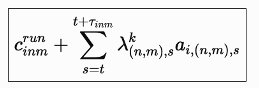 $c^{run}_{inm} + \sum_{s=t}^{t+\tau_{inm}} \lambda^{k}_{(n,m),s} a_{i,(n,m),s}$